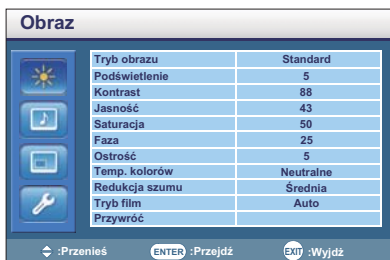 Obraz
Tryb obrazu Standard
Podświetlenie 5
Kontrast 88
Jasność 43
Saturacja 50
Faza 25
Ostrość 5
Temp. kolorów Neutralne
Redukcja szumu Średnia
Tryb film Auto
Przywróć
:Przenieś ENTER :Przejdź EXIT :Wyjdż